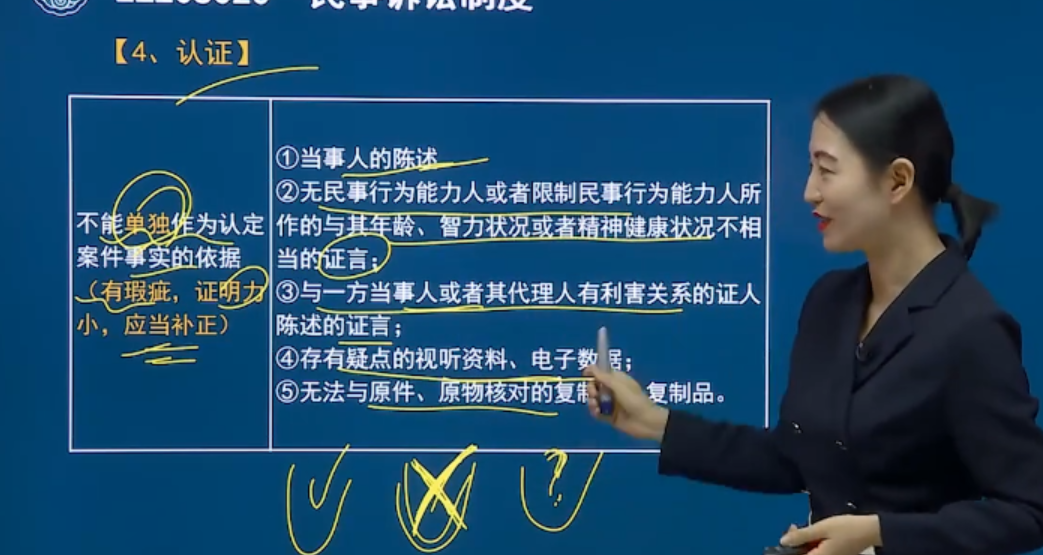 民事诉讼制度
【4、认证】
不能单独作为认定
案件事实的依据
（有瑕疵，证明力
小，应当补正）
①当事人的陈述
②无民事行为能力人或者限制民事行为能力人所
作的与其年龄、智力状况或者精神健康状况不相
当的证言；
③与一方当事人或者其代理人有利害关系的证人
陈述的证言；
④存有疑点的视听资料、电子数据；
⑤无法与原件、原物核对的复制 复制品。
?